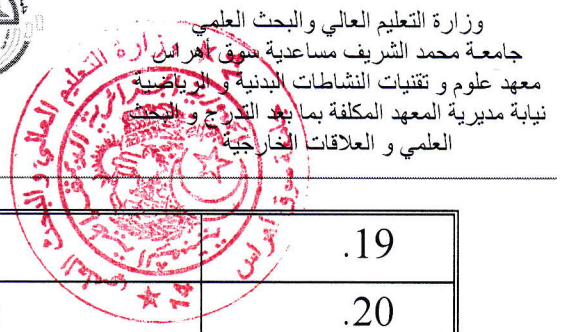 وزارة التعليم العالي والبحث العلمي
جامعة محمد الشريف مساعدية سوق أهراس
معهد علوم و تقنيات النشاطات البدنية و الرياضية
نيابة مديرية المعهد المكلفة بما بعد التدرج و البحث
العلمي و العلاقات الخارجية
.19
.20